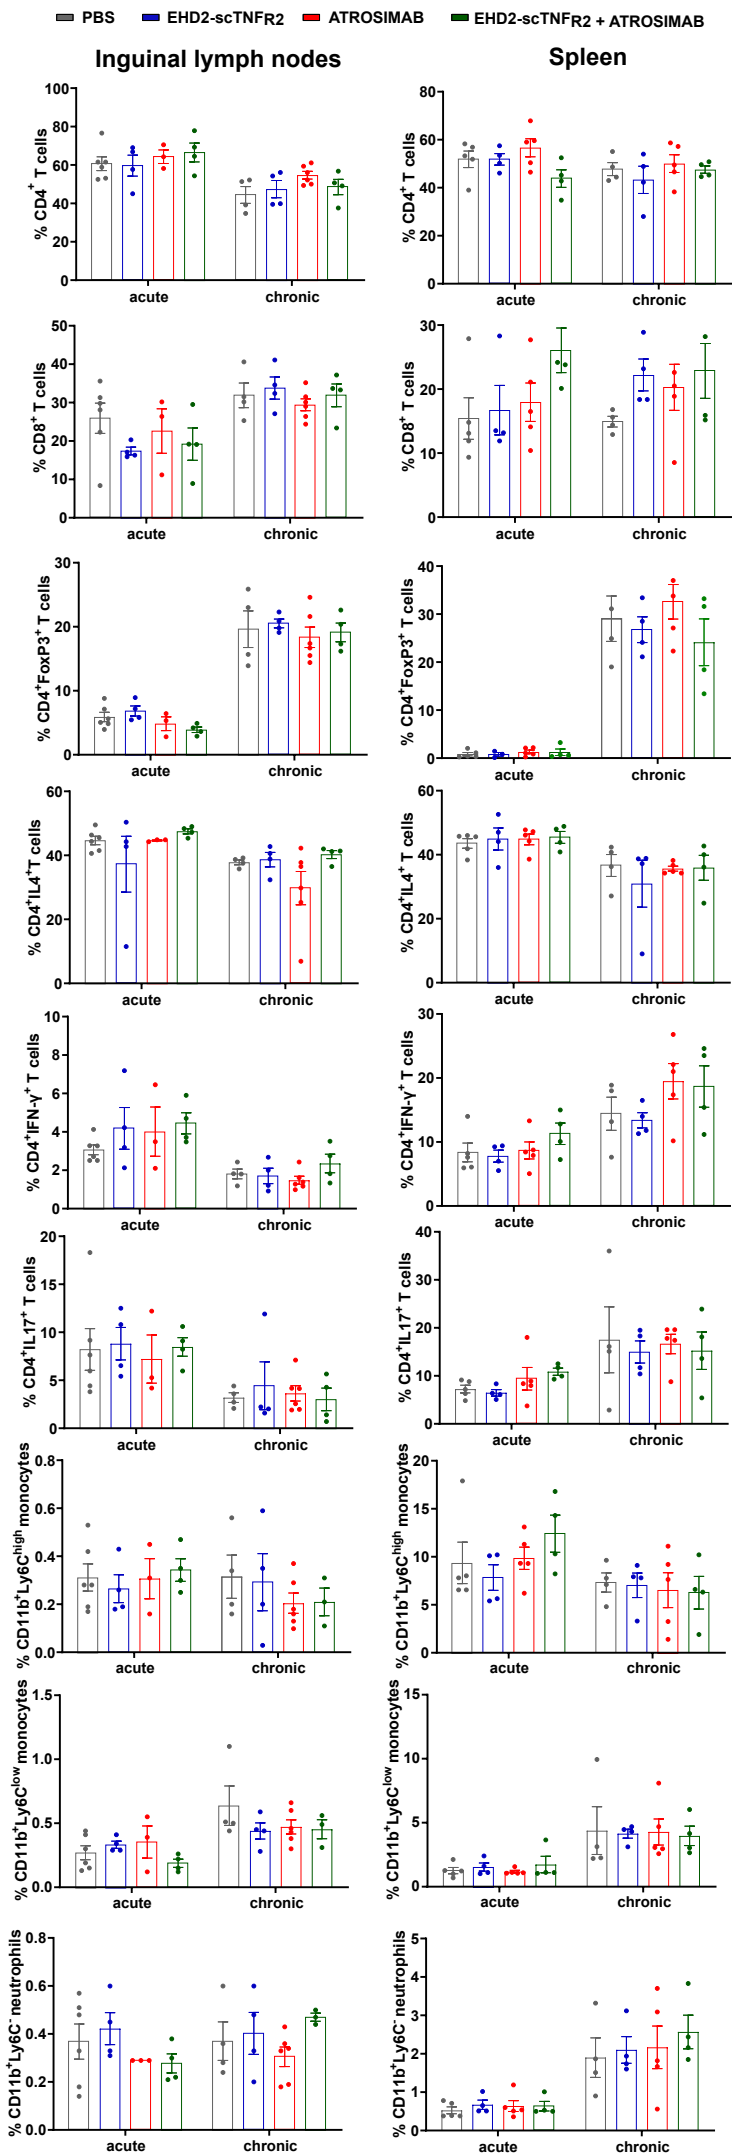 PBS EHD2-scTNFR2 ATROSIMAB EHD2-scTNFR2 + ATROSIMAB
Inguinal lymph nodes Spleen
% CD4+ T cells
100
80
60
40
20
0
acute chronic
% CD4+ T cells
80
60
40
20
0
acute chronic
% CD8+ T cells
50
40
30
20
10
0
acute chronic
% CD8+ T cells
30
20
10
0
acute chronic
% CD4+FoxP3+ T cells
30
20
10
0
acute chronic
% CD4+FoxP3+ T cells
40
30
20
10
0
acute chronic
% CD4+IL4+T cells
60
40
20
0
acute chronic
% CD4+IL4+T cells
60
40
20
0
acute chronic
% CD4+IFN-γ+ T cells
10
8
6
4
2
0
acute chronic
% CD4+IFN-γ+ T cells
30
20
10
0
acute chronic
% CD4+IL17+ T cells
20
15
10
5
0
acute chronic
% CD4+IL17+ T cells
40
30
20
10
0
acute chronic
% CD11b+Ly6Chigh monocytes
0.8
0.6
0.4
0.2
0.0
acute chronic
% CD11b+Ly6Chigh monocytes
20
15
10
5
0
acute chronic
% CD11b+Ly6Clow monocytes
1.5
1.0
0.5
0.0
acute chronic
% CD11b+Ly6Clow monocytes
15
10
5
0
acute chronic
% CD11b+Ly6C- neutrophils
0.8
0.6
0.4
0.2
0.0
acute chronic
% CD11b+Ly6C- neutrophils
5
4
3
2
1
0
acute chronic